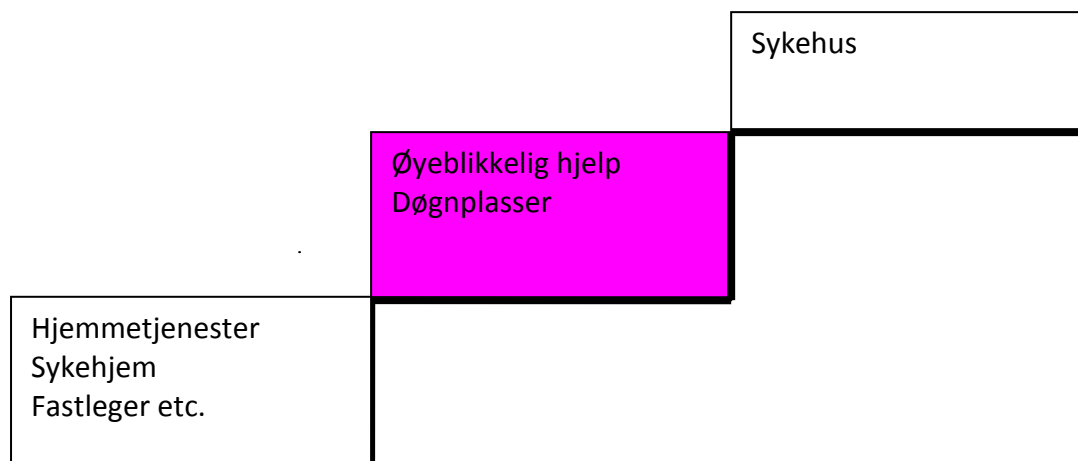 Sykehus
Øyeblikkelig hjelp
Døgnplasser
Hjemmetjenester
Sykehjem
Fastleger etc.